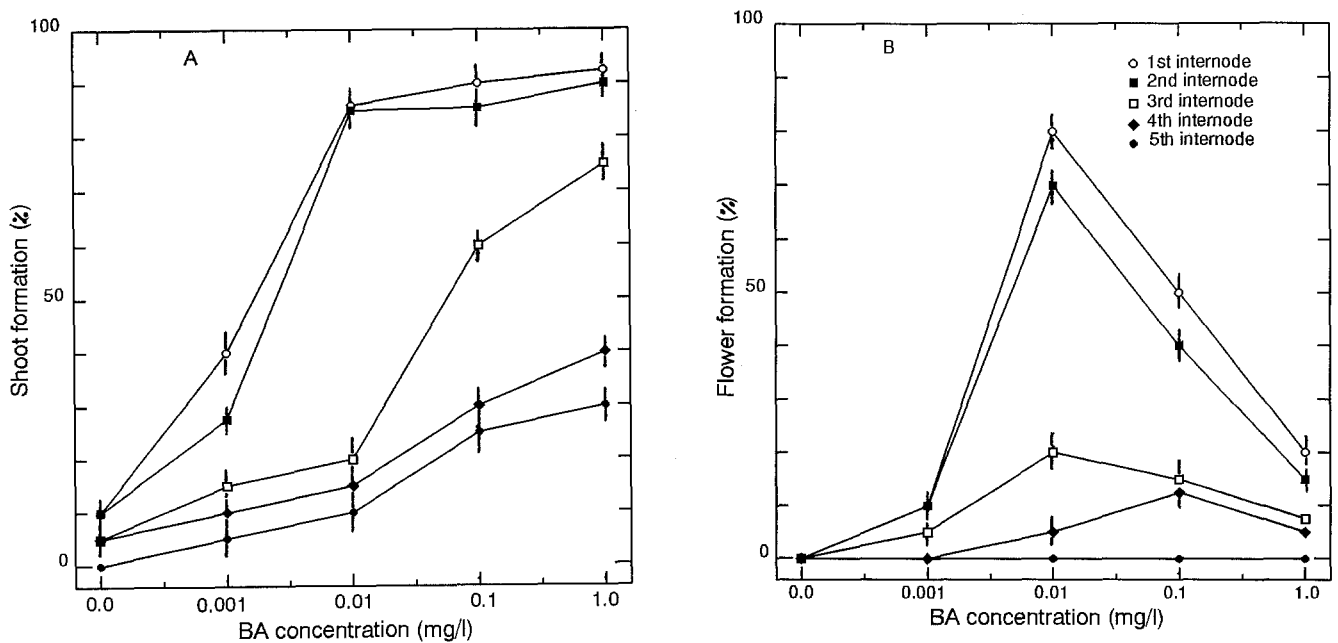 A
100
50
0
Shoot formation (%)
0.0 0.001 0.01 0.1 1.0
BA concentration (mg/l)
B
100
50
0
Flower formation (%)
1st internode
2nd internode
3rd internode
4th internode
5th internode
0.0 0.001 0.01 0.1 1.0
BA concentration (mg/l)